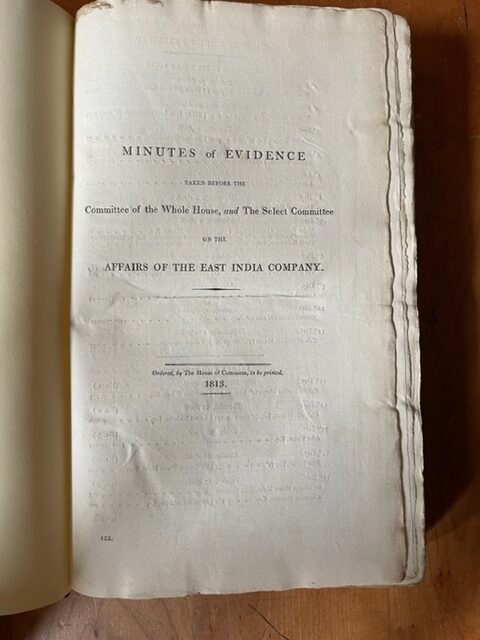 MINUTES of EVIDENCE
TAKEN BEFORE THE
Committee of the Whole House, and The Select Committee
ON THE
AFFAIRS OF THE EAST INDIA COMPANY.
Ordered, by The House of Commons, to be printed,
1813.
122.